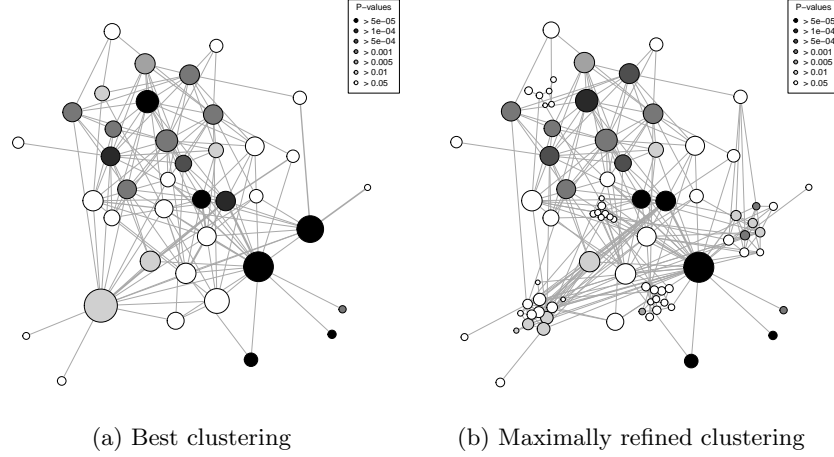 P-values
> 5e-05
> 1e-04
> 5e-04
> 0.001
> 0.005
> 0.01
> 0.05
P-values
> 5e-05
> 1e-04
> 5e-04
> 0.001
> 0.005
> 0.01
> 0.05
(a) Best clustering
(b) Maximally refined clustering